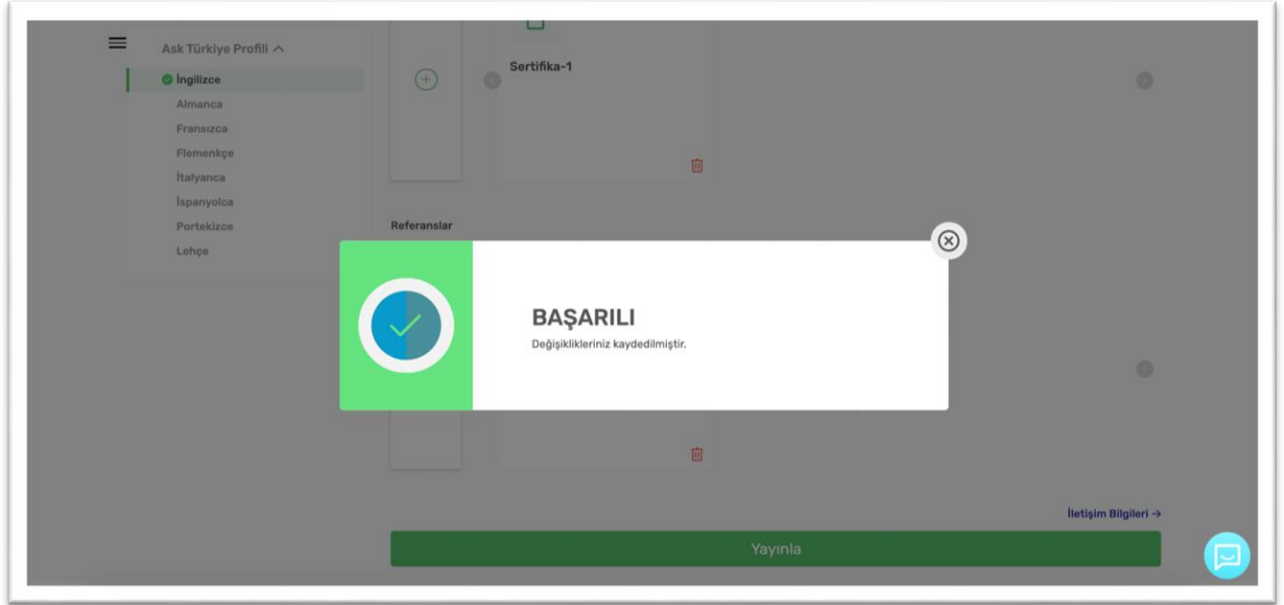 Ask Türkiye Profili
İngilizce
Almanca
Fransızca
Flemenkçe
İtalyanca
İspanyolca
Portekizce
Lehçe
Sertifika-1
Referanslar
BAŞARILI
Değişiklikleriniz kaydedilmiştir.
İletişim Bilgileri →
Yayınla